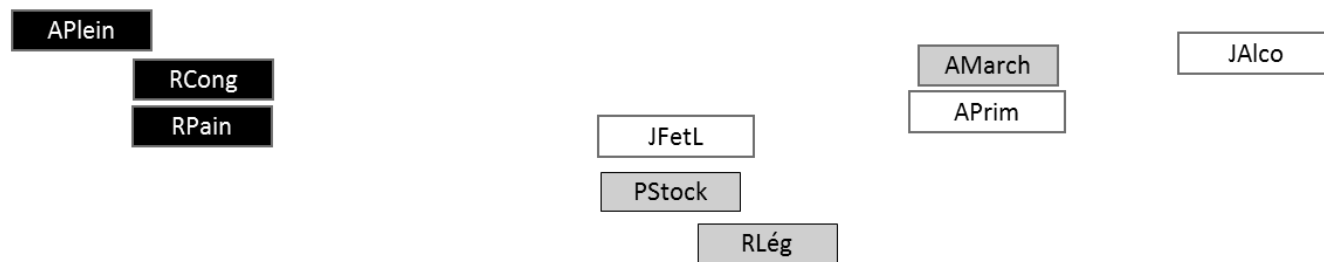 APlein
JAlco
AMarch
RCong
APrim
RPain
JFetL
PStock
RLég